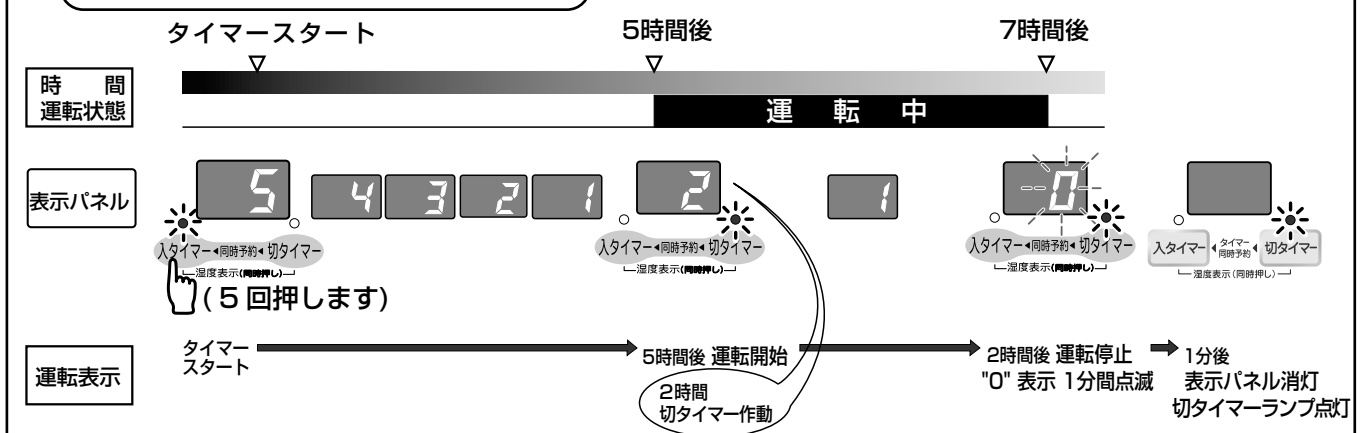 タイマースタート
5時間後
7時間後
時 間
運転状態
運 転 中
表示パネル
5
4
3
2
1
2
1
0
入タイマー◀同時予約◀切タイマー
湿度表示(同時押し)
(5回押します)
入タイマー◀同時予約◀切タイマー
湿度表示(同時押し)
入タイマー◀同時予約◀切タイマー
湿度表示(同時押し)
入タイマー◀タイマー同時予約◀切タイマー
湿度表示(同時押し)
運転表示
タイマー
スタート
5時間後 運転開始
2時間
切タイマー作動
2時間後 運転停止
"0" 表示 1分間点滅
1分後
表示パネル消灯
切タイマーランプ点灯